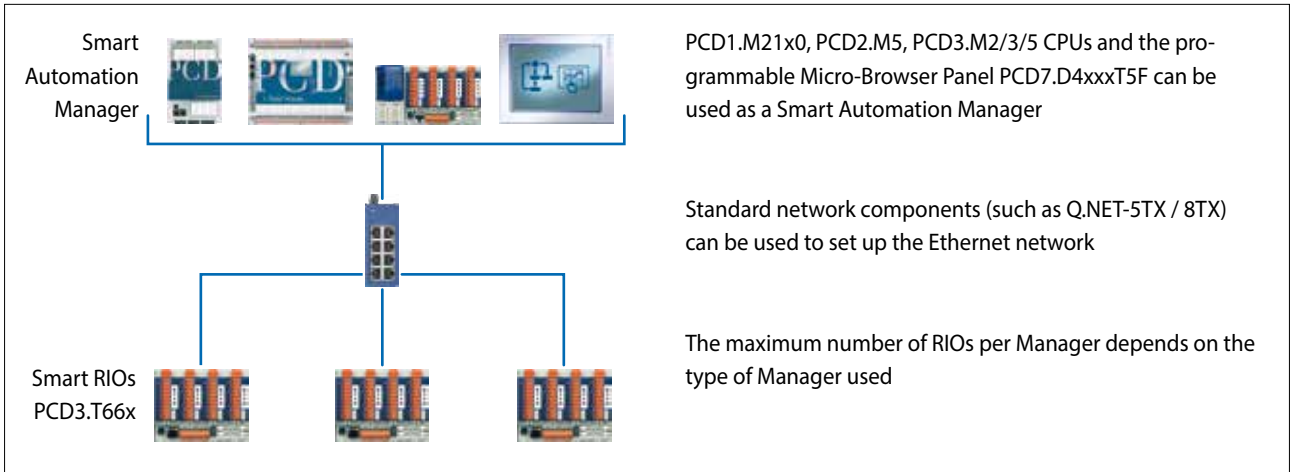 Smart
Automation
Manager
PCD
PCD
PCD1.M21x0, PCD2.M5, PCD3.M2/3/5 CPUs and the pro-
grammable Micro-Browser Panel PCD7.D4xxxT5F can be
used as a Smart Automation Manager
Standard network components (such as Q.NET-5TX / 8TX)
can be used to set up the Ethernet network
The maximum number of RIOs per Manager depends on the
type of Manager used
Smart RIOs
PCD3.T66x